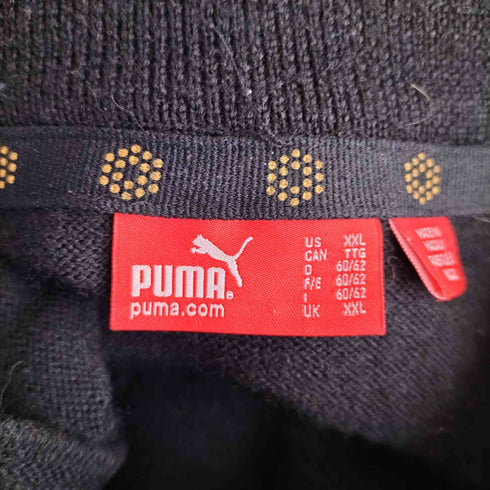 PUMA®
puma.com
US XXL
CAN TTG
D 60/62
F/E 60/62
I 60/62
UK XXL